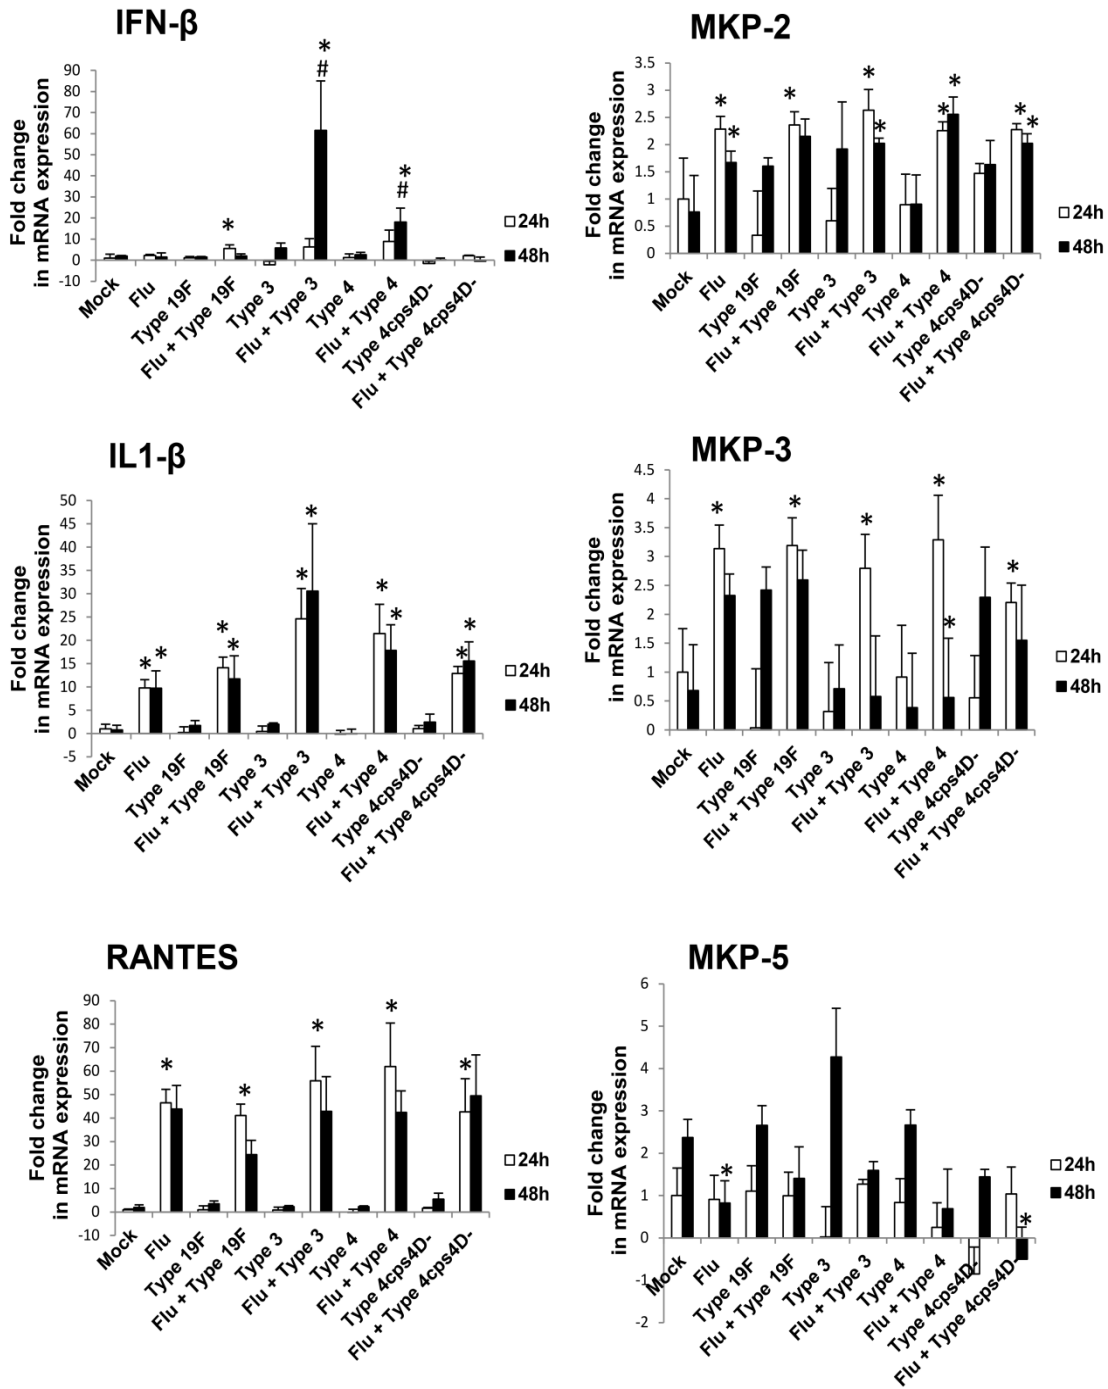 IFN-β
Fold change
in mRNA expression
90
80
70
60
50
40
30
20
10
0
-10
*
*
#
*
#
Mock
Flu
Type 19F
Flu + Type 19F
Type 3
Flu + Type 3
Type 4
Flu + Type 4
Type 4cps4D-
Flu + Type 4cps4D-
24h
48h
MKP-2
Fold change
in mRNA expression
3.5
3
2.5
2
1.5
1
0.5
0
*
*
*
*
*
*
*
*
*
Mock
Flu
Type 19F
Flu + Type 19F
Type 3
Flu + Type 3
Type 4
Flu + Type 4
Type 4cps4D-
Flu + Type 4cps4D-
24h
48h
IL1-β
Fold change
in mRNA expression
50
45
40
35
30
25
20
15
10
5
0
-5
*
*
*
*
*
*
*
*
*
*
Mock
Flu
Type 19F
Flu + Type 19F
Type 3
Flu + Type 3
Type 4
Flu + Type 4
Type 4cps4D-
Flu + Type 4cps4D-
24h
48h
MKP-3
Fold change
in mRNA expression
4.5
4
3.5
3
2.5
2
1.5
1
0.5
0
*
*
*
*
*
*
Mock
Flu
Type 19F
Flu + Type 19F
Type 3
Flu + Type 3
Type 4
Flu + Type 4
Type 4cps4D-
Flu + Type 4cps4D-
24h
48h
RANTES
Fold change
in mRNA expression
90
80
70
60
50
40
30
20
10
0
-10
*
*
*
*
*
Mock
Flu
Type 19F
Flu + Type 19F
Type 3
Flu + Type 3
Type 4
Flu + Type 4
Type 4cps4D-
Flu + Type 4cps4D-
24h
48h
MKP-5
Fold change
in mRNA expression
6
5
4
3
2
1
0
-1
-2
*
*
Mock
Flu
Type 19F
Flu + Type 19F
Type 3
Flu + Type 3
Type 4
Flu + Type 4
Type 4cps4D-
Flu + Type 4cps4D-
24h
48h